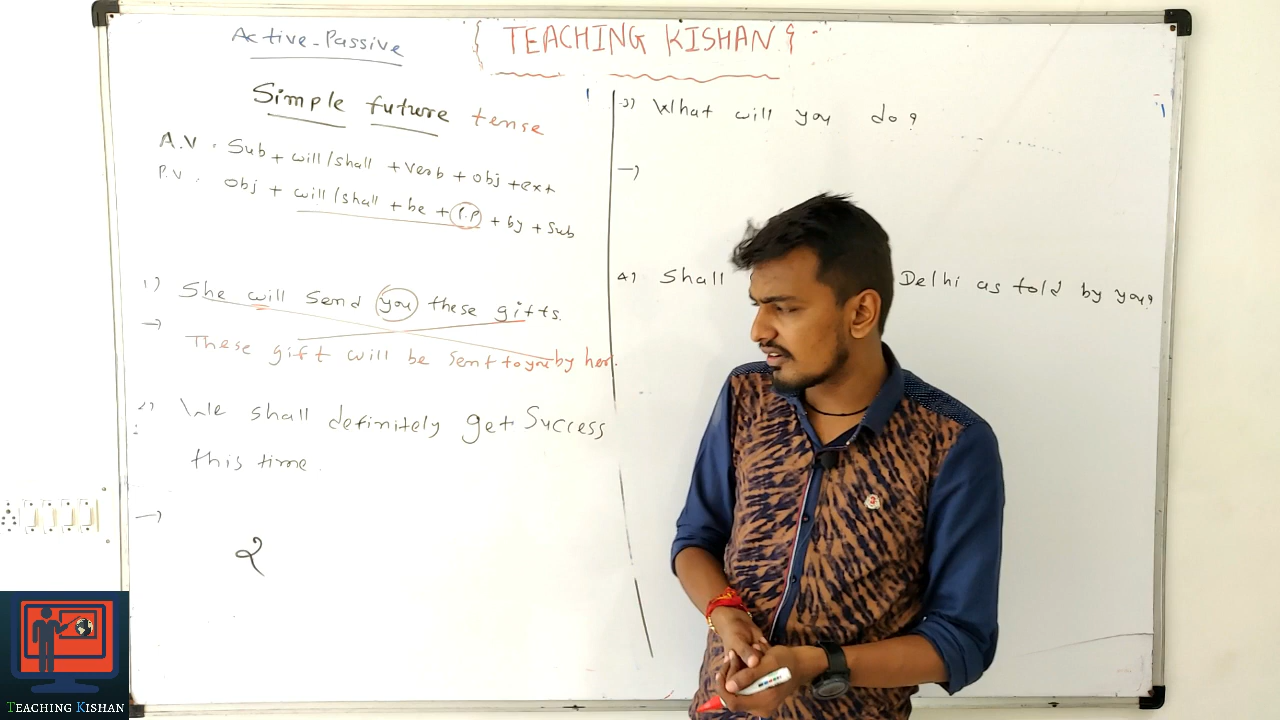 Active-Passive
{ TEACHING KISHAN }
Simple future tense
A.V : Sub + will/shall + Verb + obj + ext
P.V : Obj + will/shall + be + P.P + by + Sub
1) She will Send you these gifts.
→ These gift will be sent to you by her.
2) We shall definitely get Success
this time.
→
२
3) What will you do?
→
4) Shall Delhi as told by you?
TEACHING KISHAN